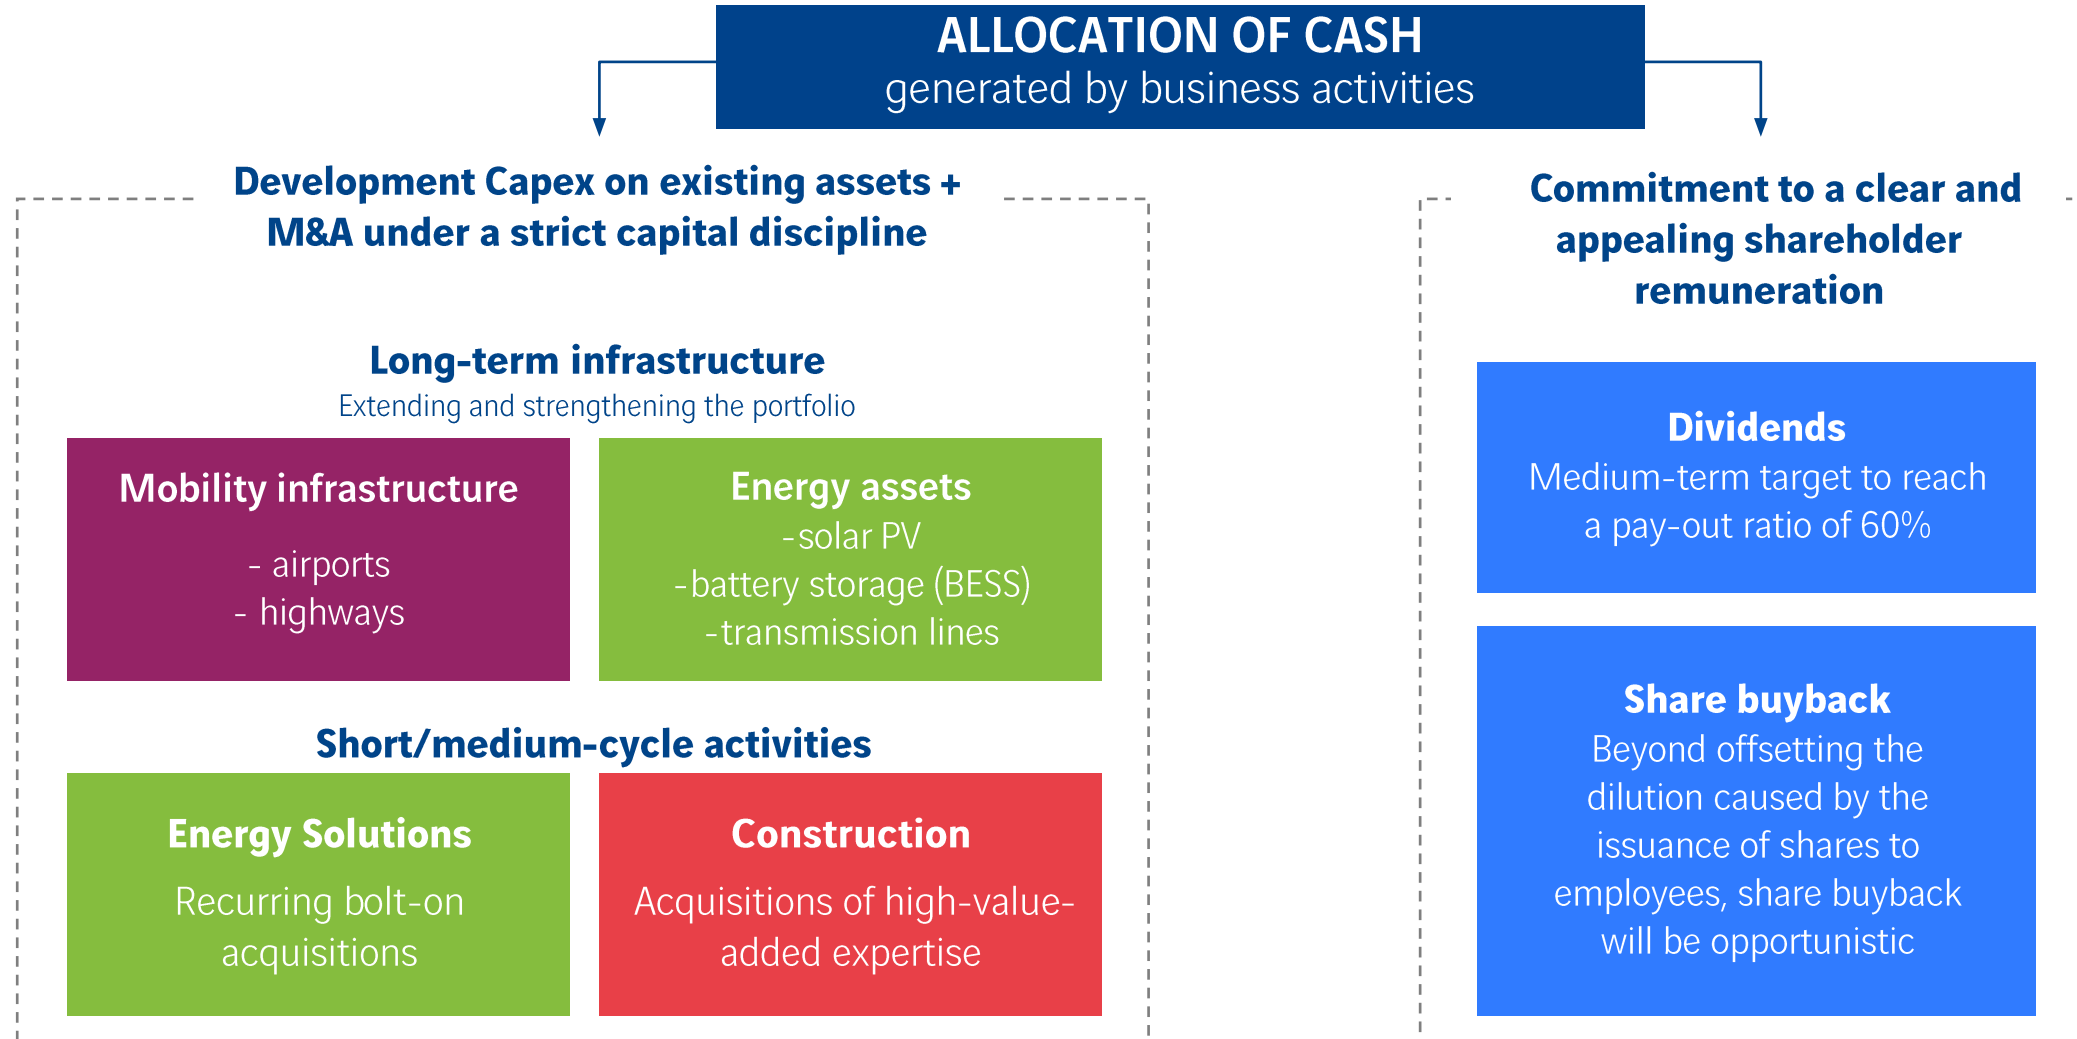 ALLOCATION OF CASH
generated by business activities
Development Capex on existing assets +
M&A under a strict capital discipline
Long-term infrastructure
Extending and strengthening the portfolio
Mobility infrastructure
- airports
- highways
Energy assets
-solar PV
-battery storage (BESS)
-transmission lines
Short/medium-cycle activities
Energy Solutions
Recurring bolt-on
acquisitions
Construction
Acquisitions of high-value-
added expertise
Commitment to a clear and
appealing shareholder
remuneration
Dividends
Medium-term target to reach
a pay-out ratio of 60%
Share buyback
Beyond offsetting the
dilution caused by the
issuance of shares to
employees, share buyback
will be opportunistic